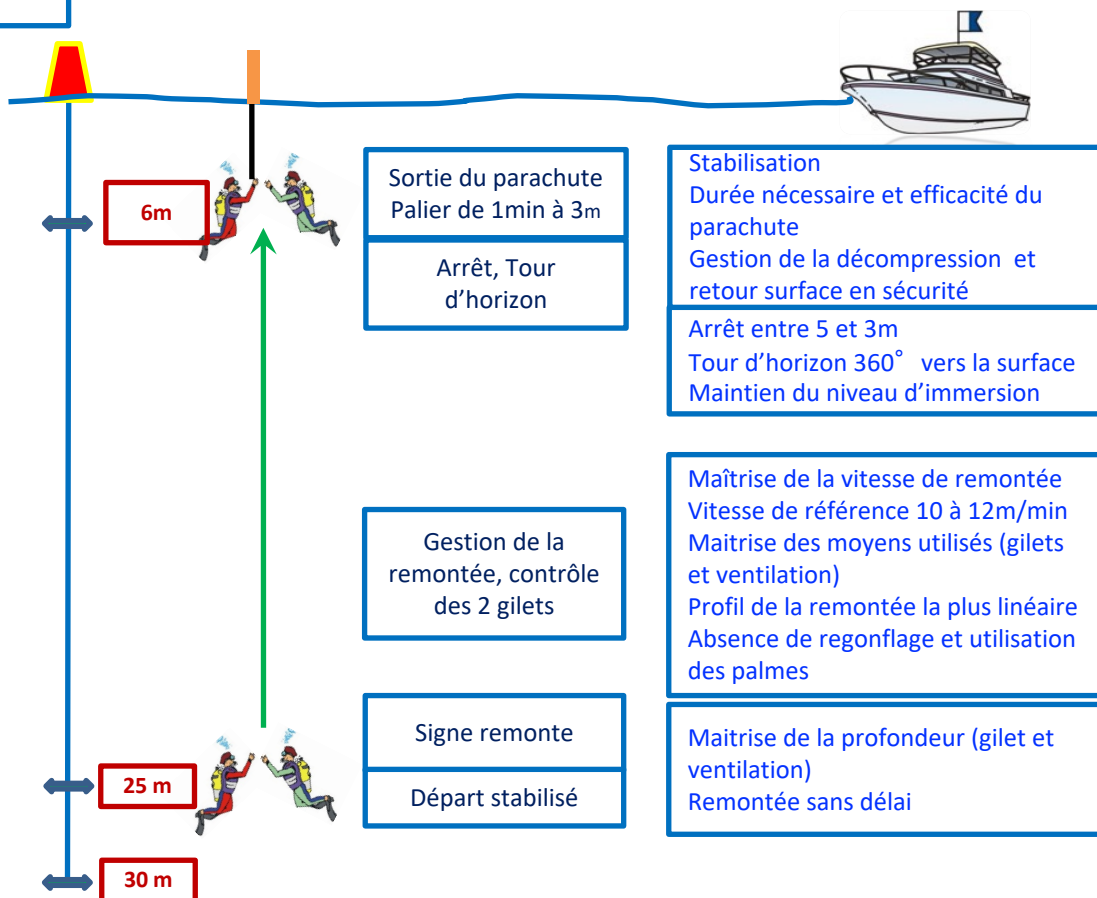 6m
Sortie du parachute
Palier de 1min à 3m
Arrêt, Tour
d’horizon
Stabilisation
Durée nécessaire et efficacité du
parachute
Gestion de la décompression et
retour surface en sécurité
Arrêt entre 5 et 3m
Tour d’horizon 360° vers la surface
Maintien du niveau d’immersion
Gestion de la
remontée, contrôle
des 2 gilets
Maîtrise de la vitesse de remontée
Vitesse de référence 10 à 12m/min
Maitrise des moyens utilisés (gilets
et ventilation)
Profil de la remontée la plus linéaire
Absence de regonflage et utilisation
des palmes
25 m
Signe remonte
Départ stabilisé
Maitrise de la profondeur (gilet et
ventilation)
Remontée sans délai
30 m